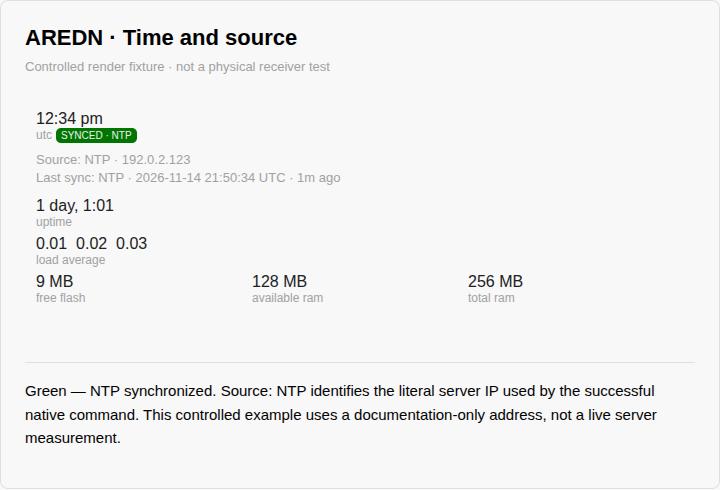 AREDN · Time and source
Controlled render fixture · not a physical receiver test
12:34 pm
utc SYNCED · NTP
Source: NTP · 192.0.2.123
Last sync: NTP · 2026-11-14 21:50:34 UTC · 1m ago
1 day, 1:01
uptime
0.01 0.02 0.03
load average
9 MB 128 MB 256 MB
free flash available ram total ram
Green — NTP synchronized. Source: NTP identifies the literal server IP used by the successful
native command. This controlled example uses a documentation-only address, not a live server
measurement.